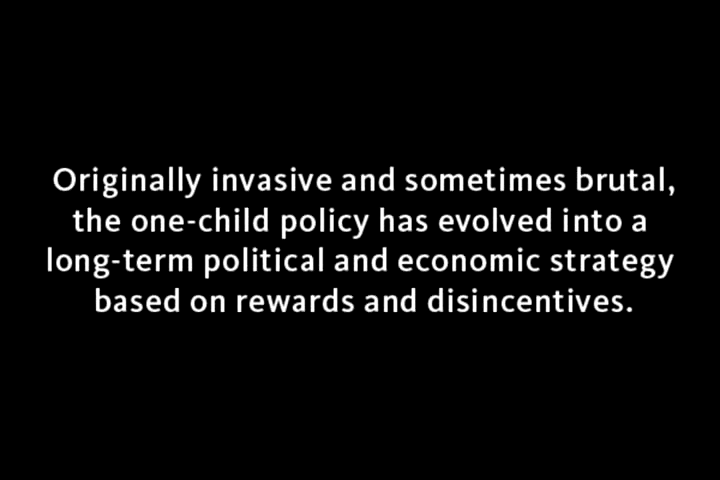 Originally invasive and sometimes brutal,
the one-child policy has evolved into a
long-term political and economic strategy
based on rewards and disincentives.